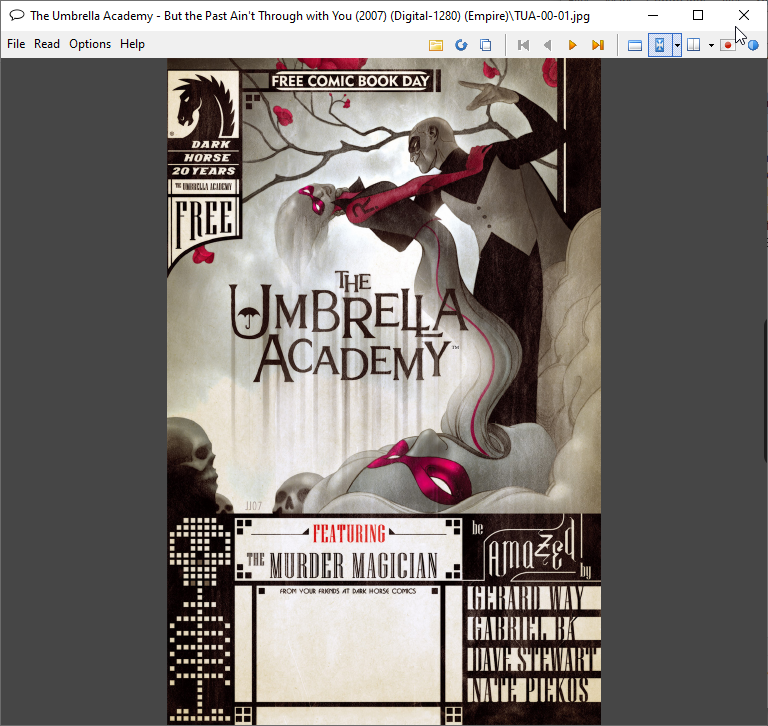 The Umbrella Academy - But the Past Ain't Through with You (2007) (Digital-1280) (Empire)\TUA-00-01.jpg
File Read Options Help
FREE COMIC BOOK DAY
DARK
HORSE
20 YEARS
THE UMBRELLA ACADEMY
FREE
THE
UMBRELLA
ACADEMY™
JJ07
FEATURING
THE MURDER MAGICIAN
FROM YOUR FRIENDS AT DARK HORSE COMICS
be
AMAZED
by
GERARD WAY
GABRIEL BÁ
DAVE STEWART
NATE PIEKOS